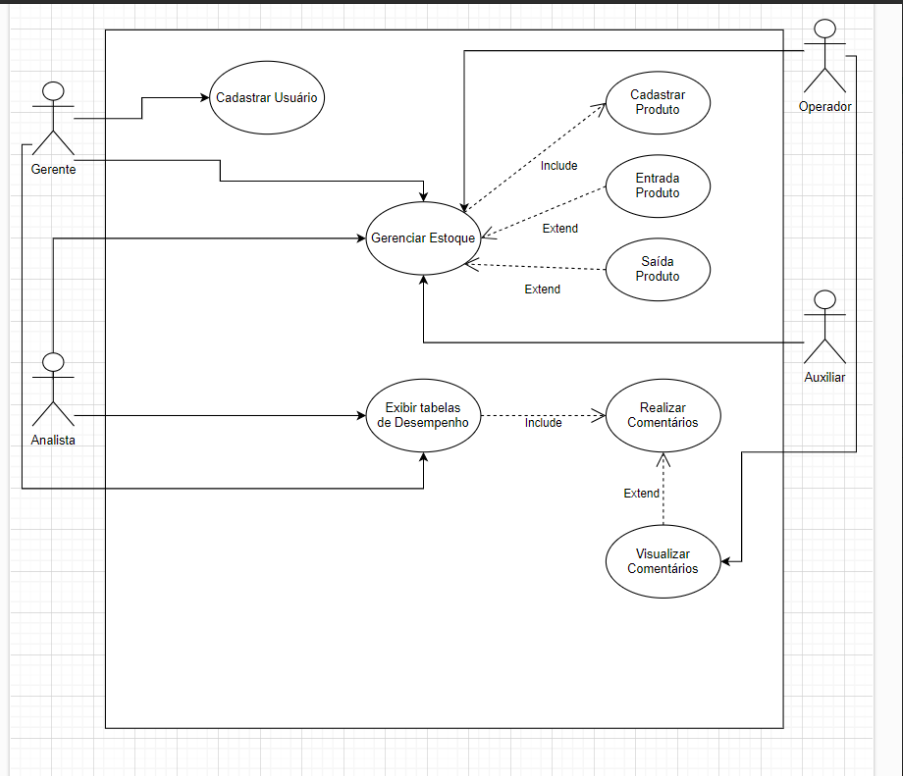 Operador
Cadastrar Usuário
Cadastrar
Produto
Gerente
Include
Entrada
Produto
Extend
Gerenciar Estoque
Saída
Produto
Extend
Auxiliar
Analista
Exibir tabelas
de Desempenho
Include
Realizar
Comentários
Extend
Visualizar
Comentários